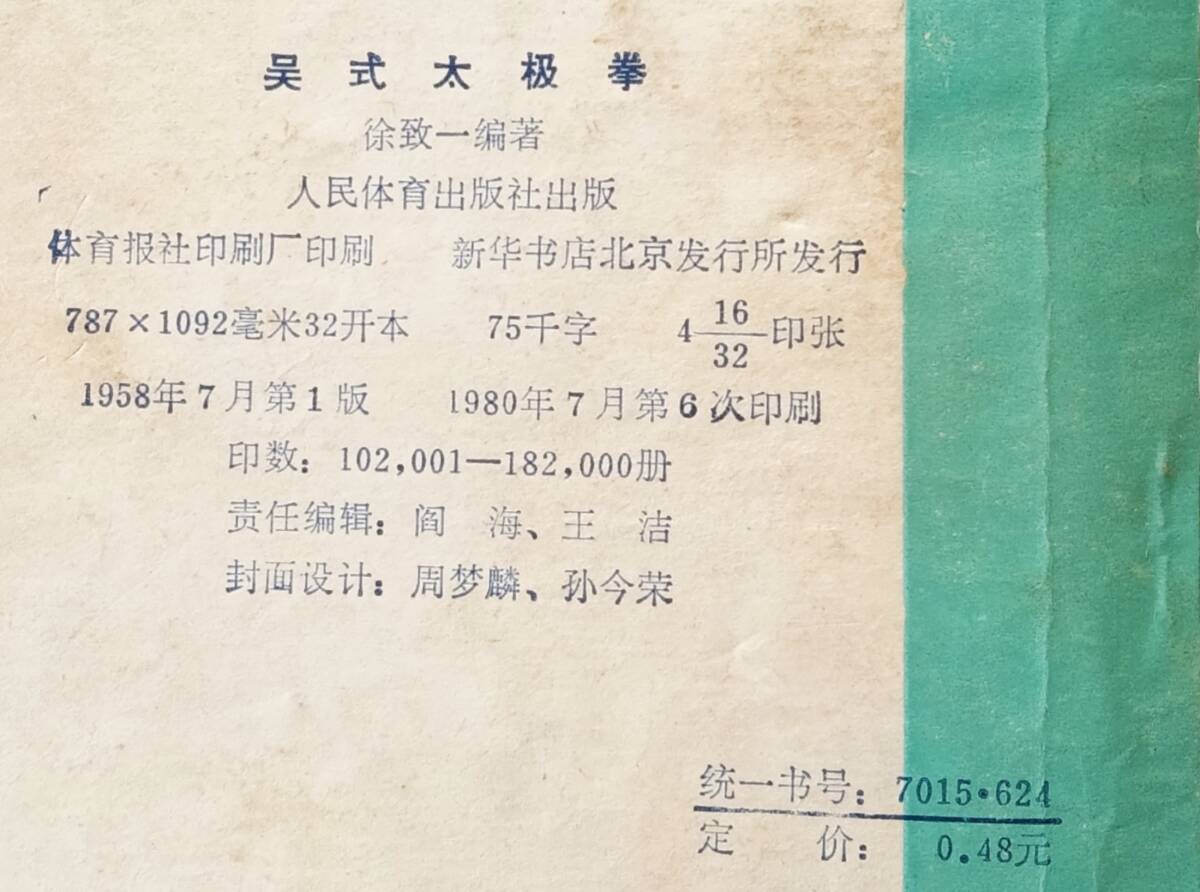 吴式太极拳
徐致一编著
人民体育出版社出版
体育报社印刷厂印刷 新华书店北京发行所发行
787×1092毫米32开本 75千字 4 16/32 印张
1958年7月第1版 1980年7月第6次印刷
印数：102,001—182,000册
责任编辑：阎 海、王 洁
封面设计：周梦麟、孙今荣
统一书号：7015·624
定 价：0.48元